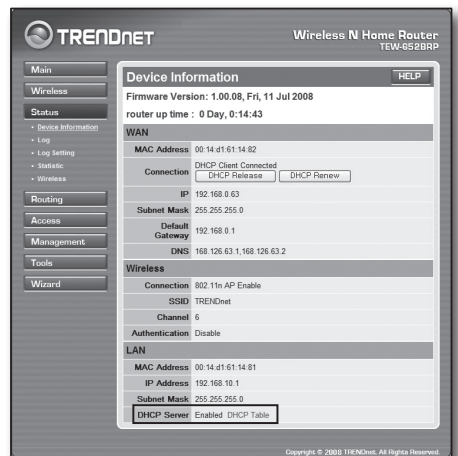 TRENDNET
Wireless N Home Router
TEW-652BRP
Main
Wireless
Status
• Device Information
• Log
• Log Setting
• Statistic
• Wireless
Routing
Access
Management
Tools
Wizard
Device Information
HELP
Firmware Version: 1.00.08, Fri, 11 Jul 2008
router up time : 0 Day, 0:14:43
WAN
MAC Address 00:14:d1:61:14:82
Connection DHCP Client Connected
DHCP Release DHCP Renew
IP 192.168.0.63
Subnet Mask 255.255.255.0
Default Gateway 192.168.0.1
DNS 168.126.63.1,168.126.63.2
Wireless
Connection 802.11n AP Enable
SSID TRENDnet
Channel 6
Authentication Disable
LAN
MAC Address 00:14:d1:61:14:81
IP Address 192.168.10.1
Subnet Mask 255.255.255.0
DHCP Server Enabled DHCP Table
Copyright © 2008 TRENDnet. All Rights Reserved.